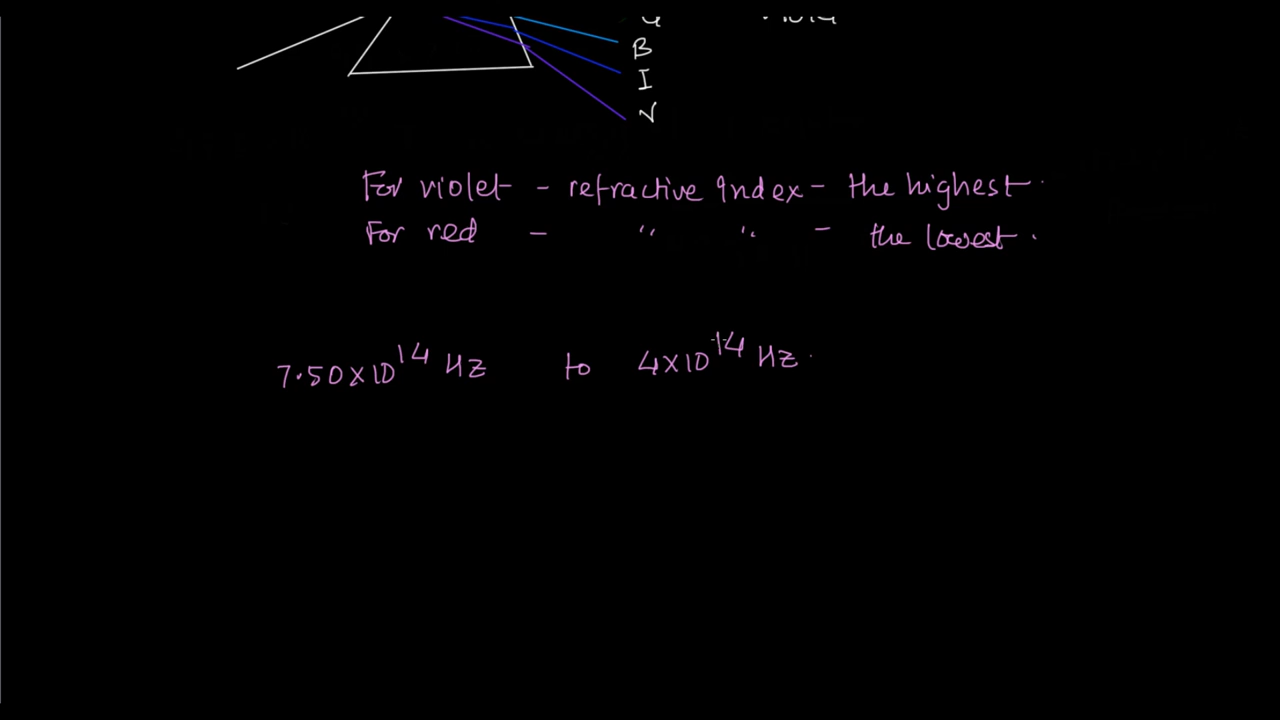 B
I
V
For violet - refractive Index - the highest.
For red - " " - the lowest.
7.50x10^14 Hz to 4x10^14 Hz.